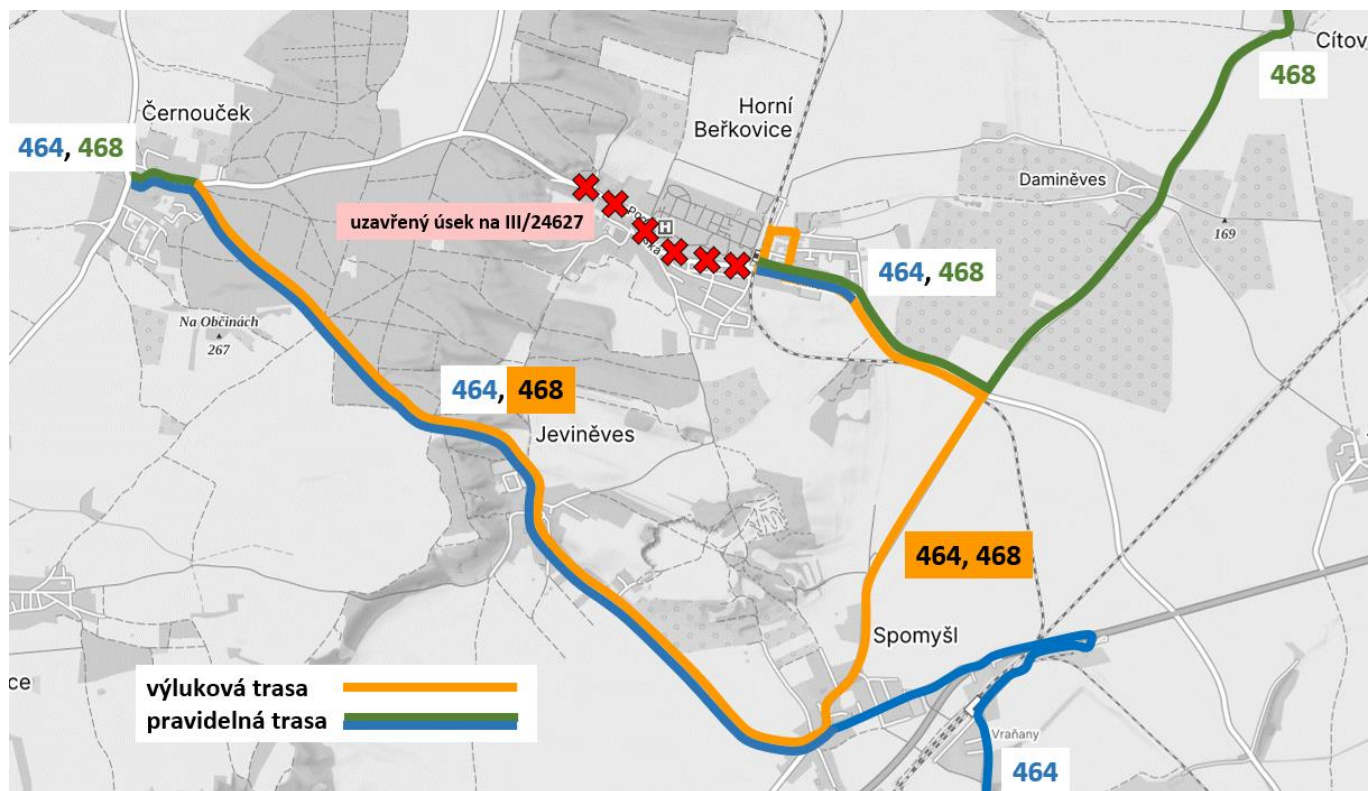 Cítov
468
Černouček
464, 468
Horní
Beřkovice
Daminěves
169
uzavřený úsek na III/24627
H
464, 468
Na Občinách
267
464, 468
Jeviněves
464, 468
Spomyšl
ce
výluková trasa
pravidelná trasa
Vraňany
464